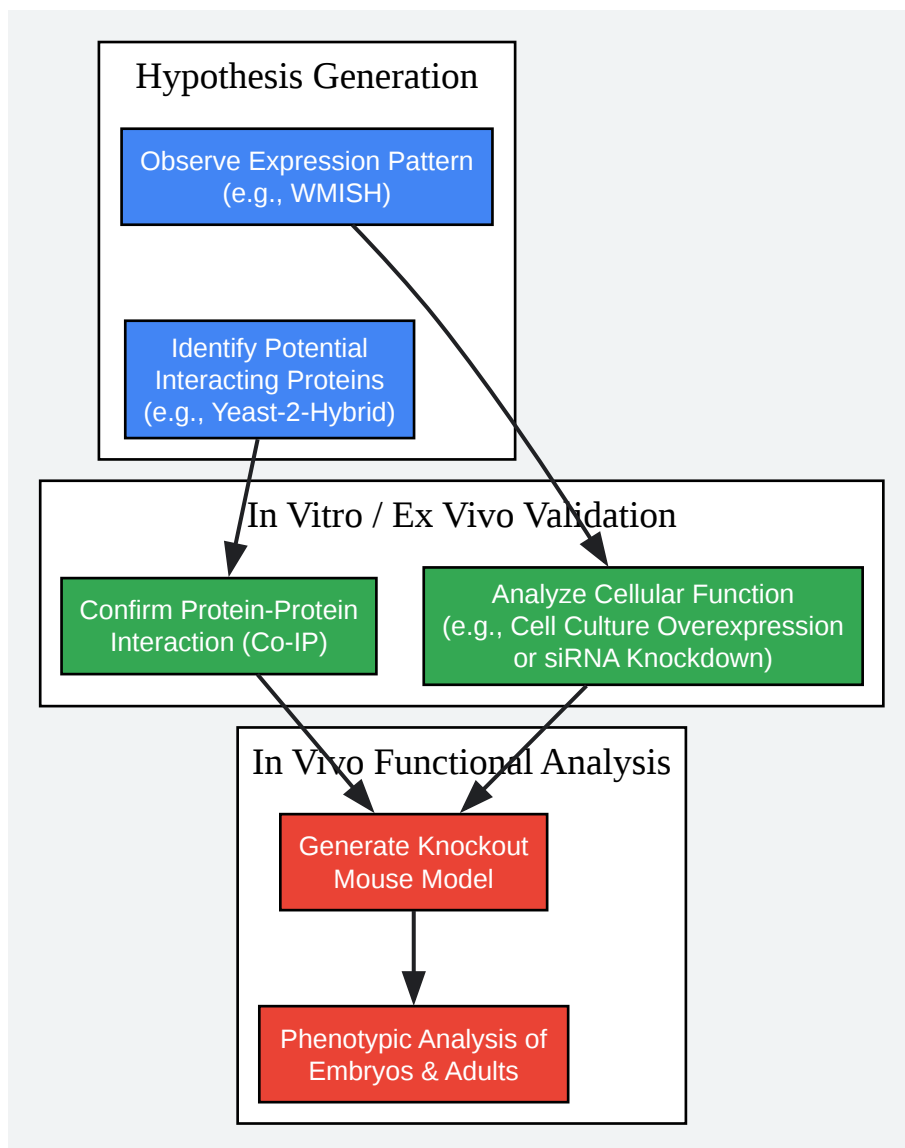 Hypothesis Generation
Observe Expression Pattern
(e.g., WMISH)
Identify Potential
Interacting Proteins
(e.g., Yeast-2-Hybrid)
In Vitro / Ex Vivo Validation
Confirm Protein-Protein
Interaction (Co-IP)
Analyze Cellular Function
(e.g., Cell Culture Overexpression
or siRNA Knockdown)
In Vivo Functional Analysis
Generate Knockout
Mouse Model
Phenotypic Analysis of
Embryos & Adults